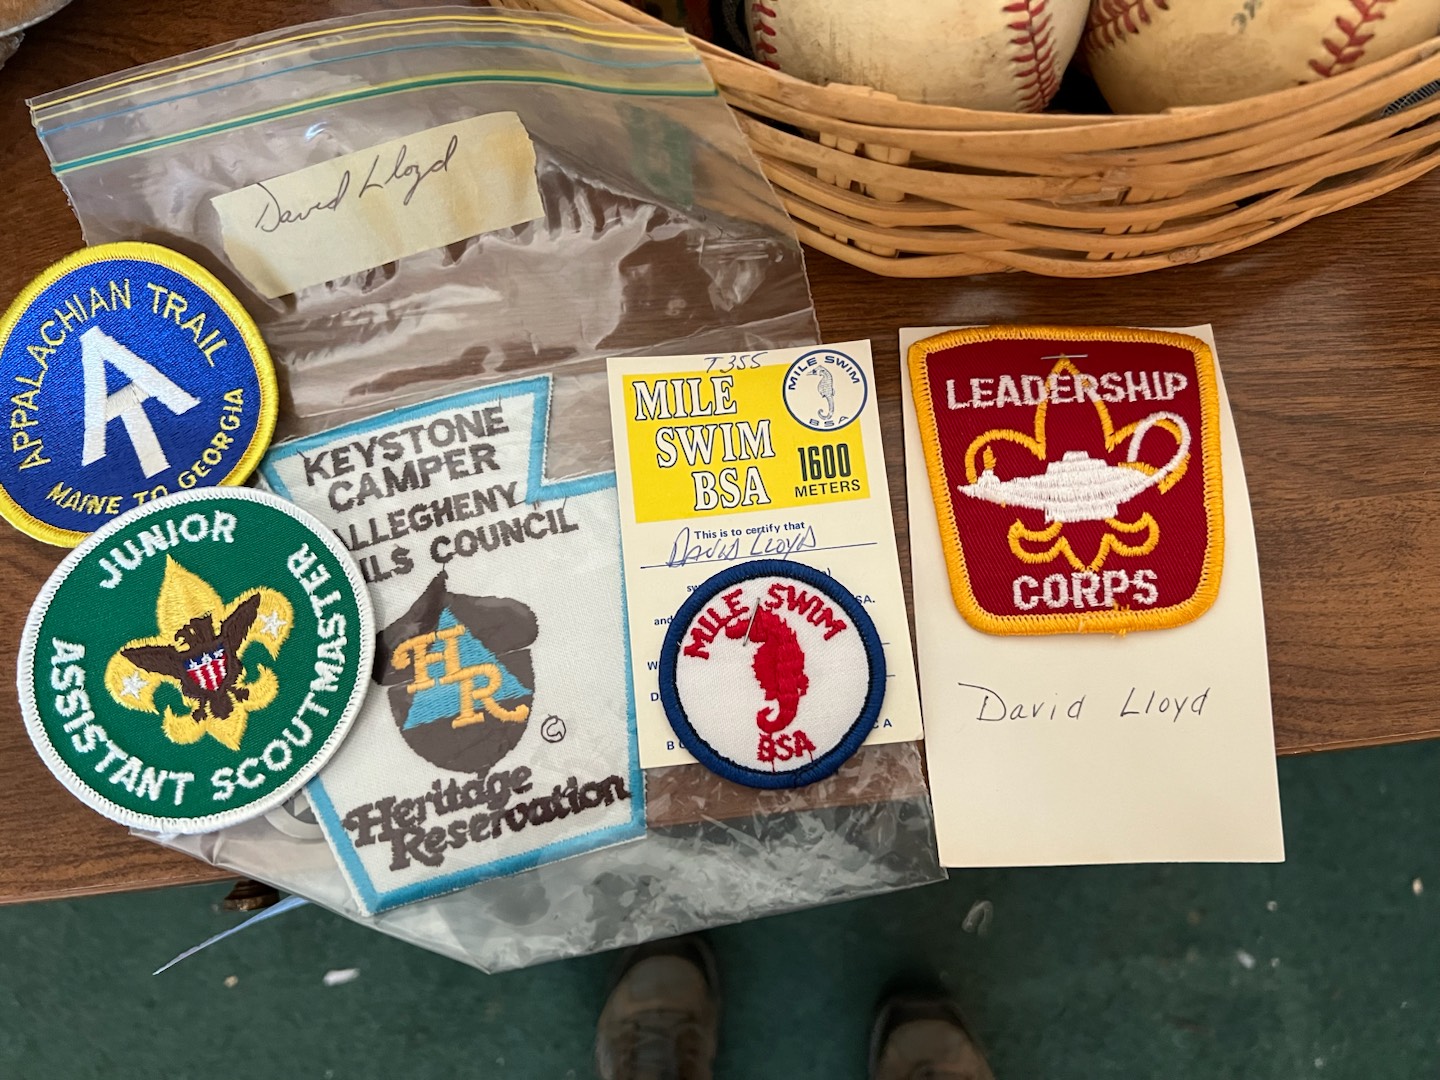 David Lloyd
APPALACHIAN TRAIL
MAINE TO GEORGIA
JUNIOR
ASSISTANT SCOUTMASTER
KEYSTONE
CAMPER
ALLEGHENY
COUNCIL
HR
Heritage
Reservation
T 355
MILE
SWIM
BSA
1600
METERS
MILE SWIM
BSA
This is to certify that
DAVID LLOYD
MILE SWIM
BSA
LEADERSHIP
CORPS
David Lloyd